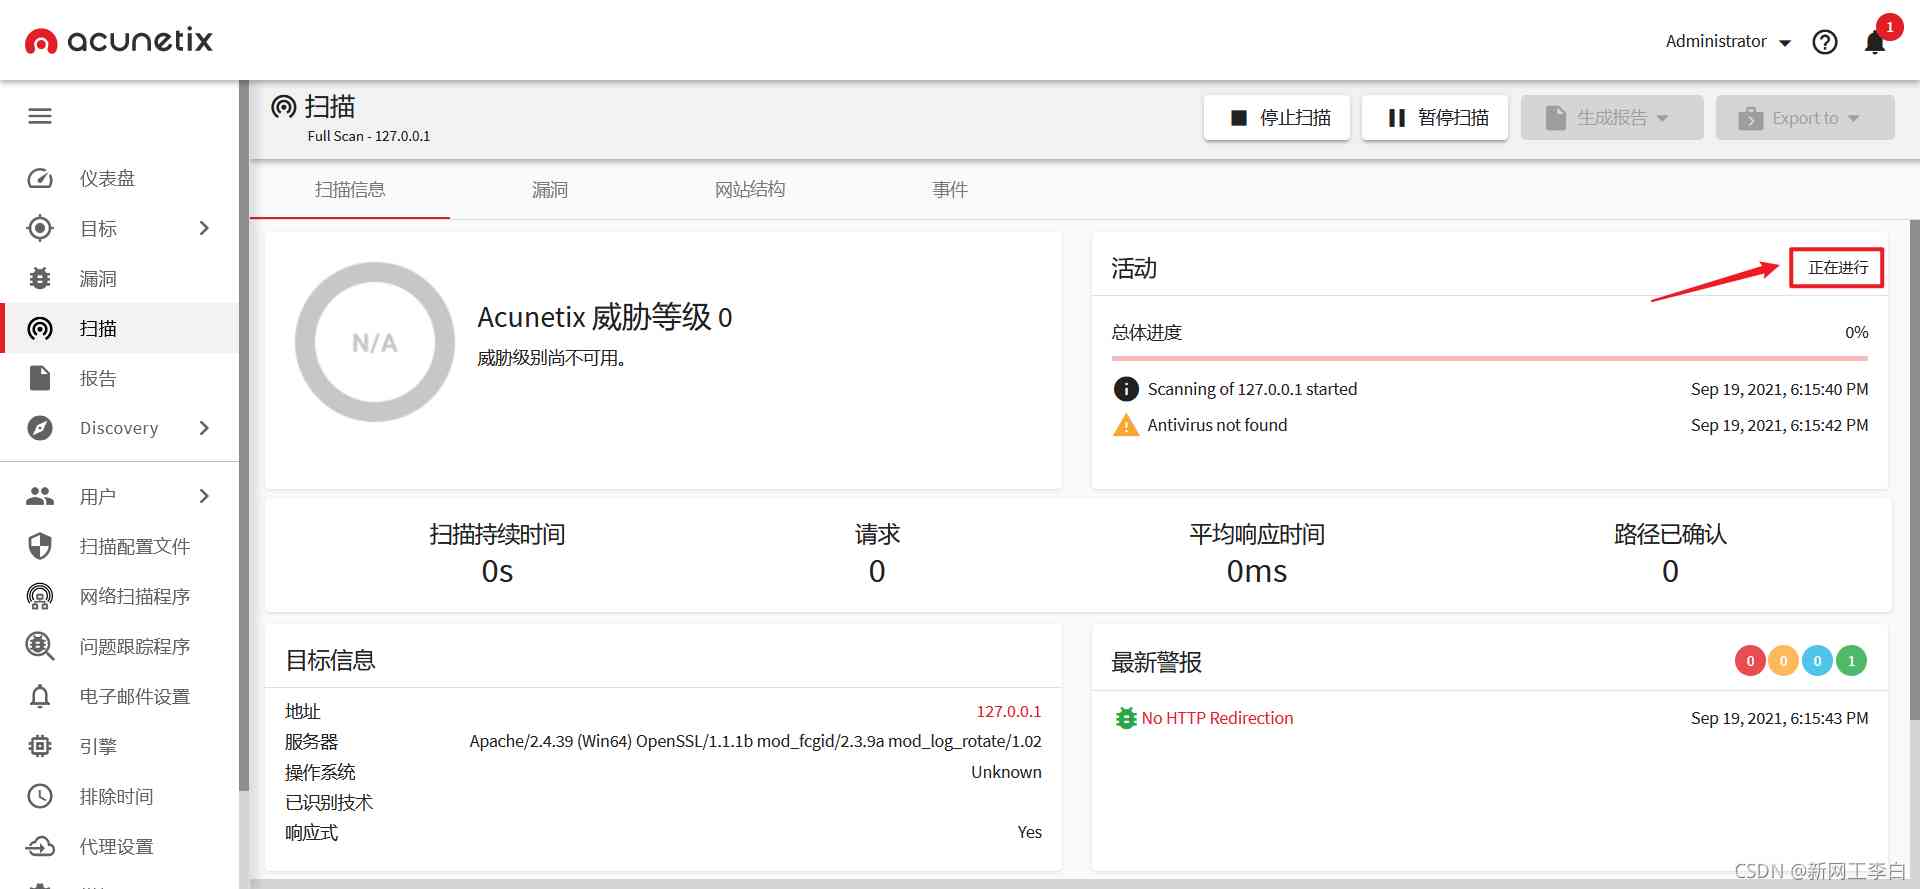 acunetix
Administrator
1
扫描
Full Scan - 127.0.0.1
停止扫描
暂停扫描
生成报告
Export to
仪表盘
目标
漏洞
扫描
报告
Discovery
用户
扫描配置文件
网络扫描程序
问题跟踪程序
电子邮件设置
引擎
排除时间
代理设置
扫描信息
漏洞
网站结构
事件
N/A
Acunetix 威胁等级 0
威胁级别尚不可用。
活动
正在进行
总体进度
0%
Scanning of 127.0.0.1 started
Sep 19, 2021, 6:15:40 PM
Antivirus not found
Sep 19, 2021, 6:15:42 PM
扫描持续时间
0s
请求
0
平均响应时间
0ms
路径已确认
0
目标信息
地址
127.0.0.1
服务器
Apache/2.4.39 (Win64) OpenSSL/1.1.1b mod_fcgid/2.3.9a mod_log_rotate/1.02
操作系统
Unknown
已识别技术
响应式
Yes
最新警报
0
0
0
1
No HTTP Redirection
Sep 19, 2021, 6:15:43 PM
CSDN @新网工李白